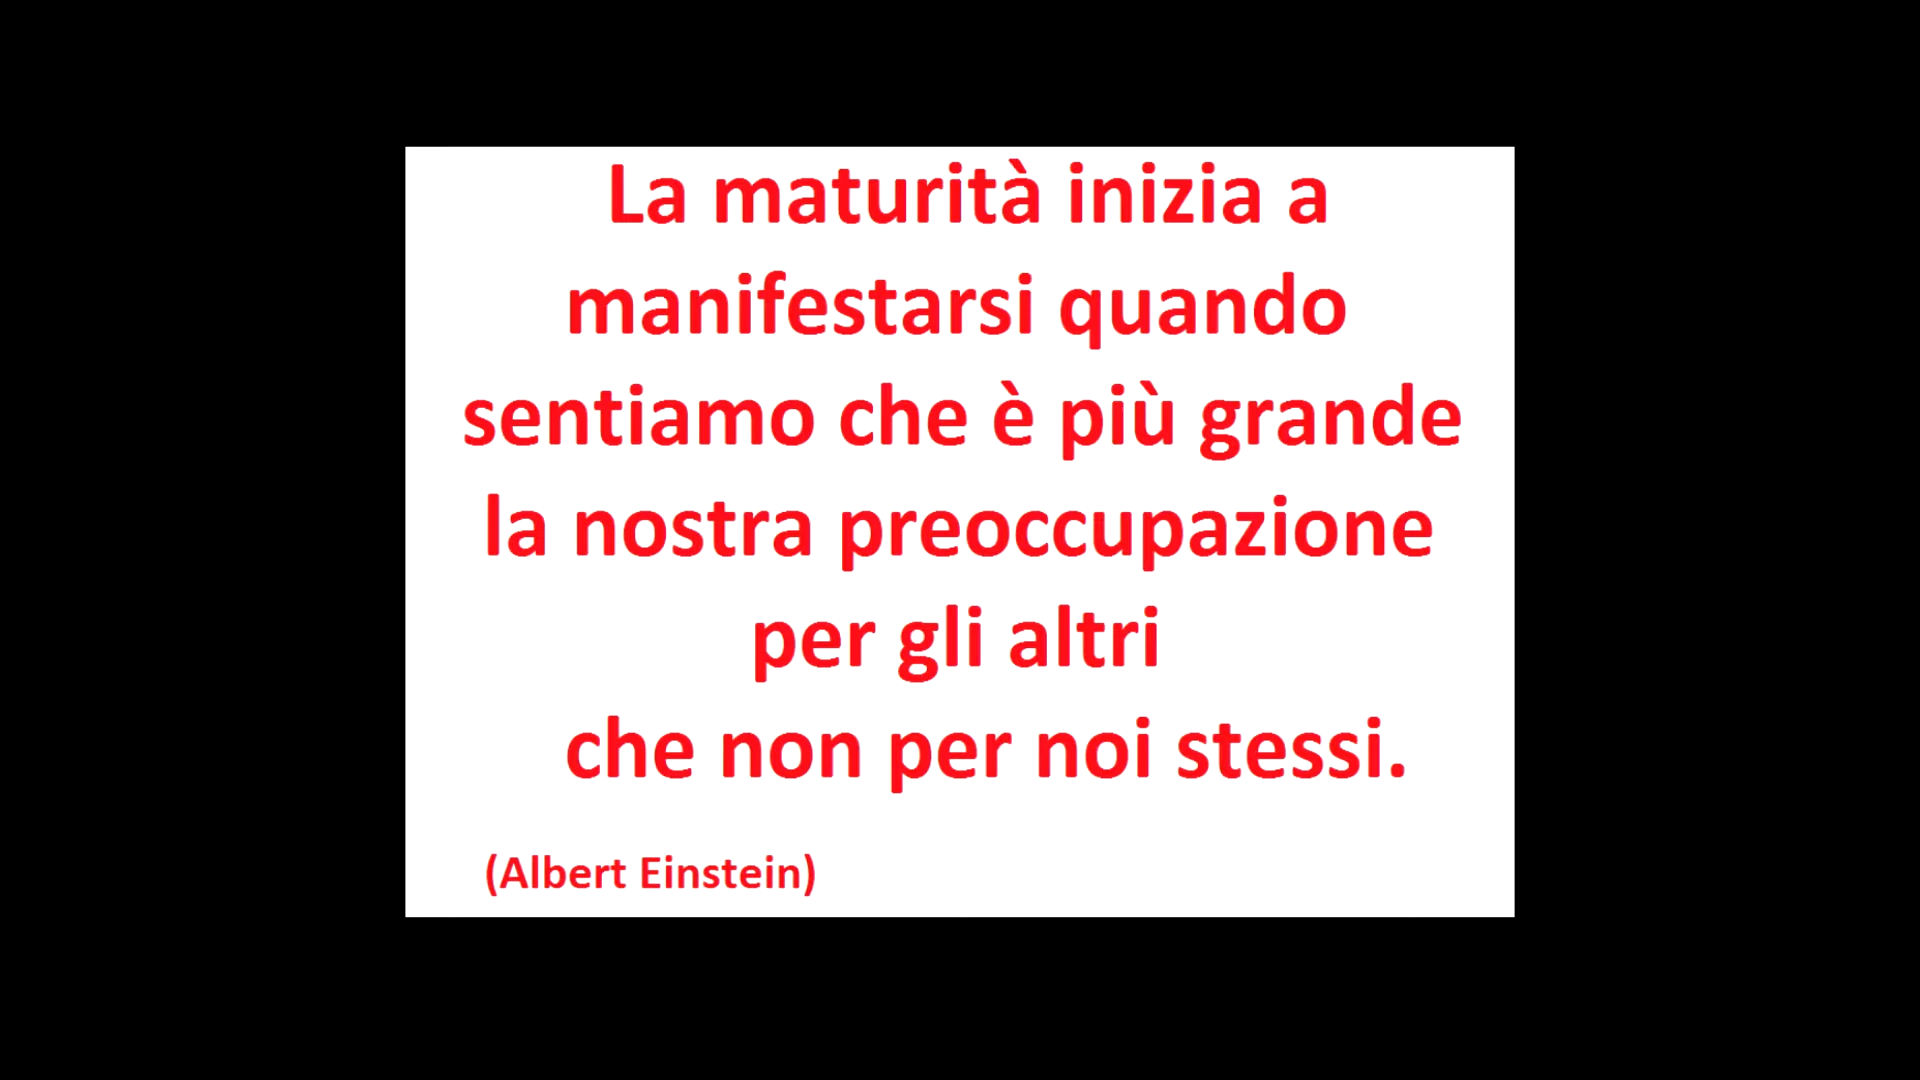 La maturità inizia a
manifestarsi quando
sentiamo che è più grande
la nostra preoccupazione
per gli altri
che non per noi stessi.
(Albert Einstein)